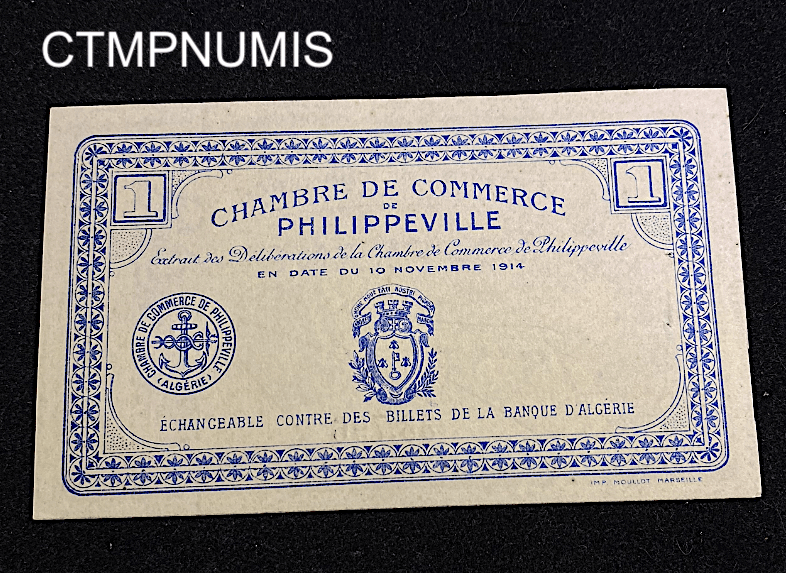 CTMPNUMIS
1 1
CHAMBRE DE COMMERCE
DE
PHILIPPEVILLE
Extrait des Délibérations de la Chambre de Commerce de Philippeville
EN DATE DU 10 NOVEMBRE 1914
CHAMBRE DE COMMERCE DE PHILIPPEVILLE
(ALGÉRIE)
ÉCHANGEABLE CONTRE DES BILLETS DE LA BANQUE D'ALGÉRIE
IMP. MOULLOT MARSEILLE